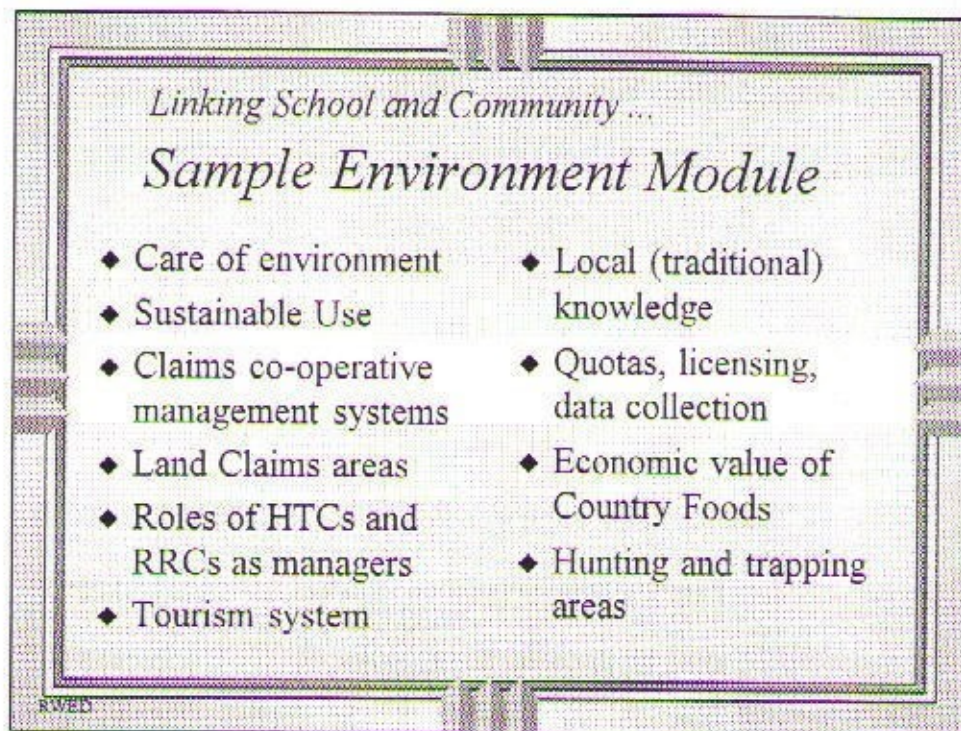 Linking School and Community ...
Sample Environment Module
◆ Care of environment
◆ Sustainable Use
◆ Claims co-operative
management systems
◆ Land Claims areas
◆ Roles of HTCs and
RRCs as managers
◆ Tourism system
◆ Local (traditional)
knowledge
◆ Quotas, licensing,
data collection
◆ Economic value of
Country Foods
◆ Hunting and trapping
areas
RWED